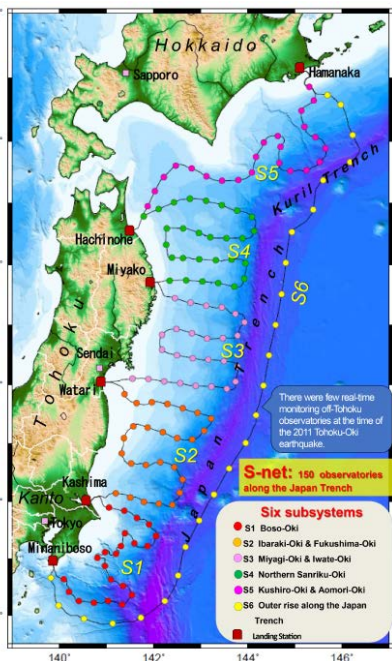 Hokkaido
Sapporo
Hamanaka
S5
Kuril Trench
Hachinohe
S4
Miyako
S6
Tohoku
S3
Sendai
Watari
Japan Trench
There were few real-time
monitoring off-Tohoku
observatories at the time of
the 2011 Tohoku-Oki
earthquake.
S2
S-net: 150 observatories
along the Japan Trench
Kashima
Kanto
Tokyo
Minamiboso
S1
Six subsystems
S1 Boso-Oki
S2 Ibaraki-Oki & Fukushima-Oki
S3 Miyagi-Oki & Iwate-Oki
S4 Northern Sanriku-Oki
S5 Kushiro-Oki & Aomori-Oki
S6 Outer rise along the Japan
Trench
Landing Station
140° 142° 144°